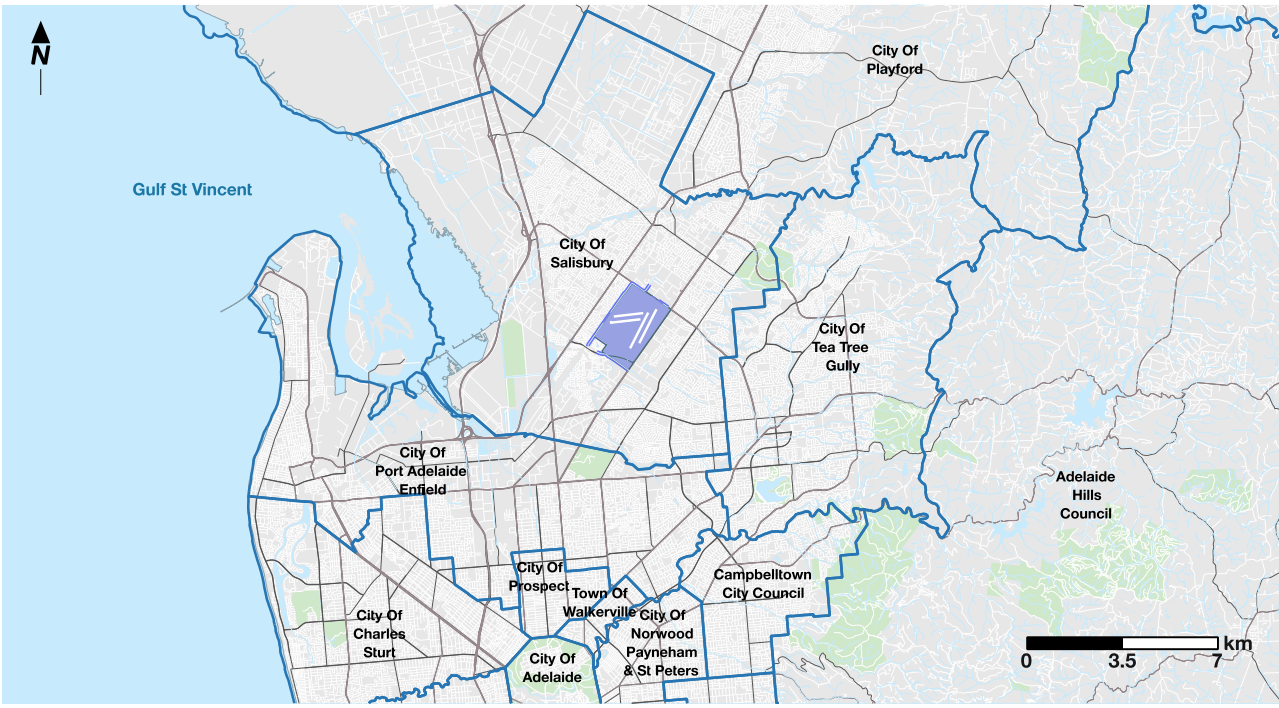 N
City Of
Playford
Gulf St Vincent
City Of
Salisbury
City Of
Tea Tree
Gully
City Of
Port Adelaide
Enfield
Adelaide
Hills
Council
City Of
Prospect
Town Of
Walkerville
Campbelltown
City Council
City Of
Charles
Sturt
City Of
Norwood
Payneham
& St Peters
City Of
Adelaide
km
0 3.5 7